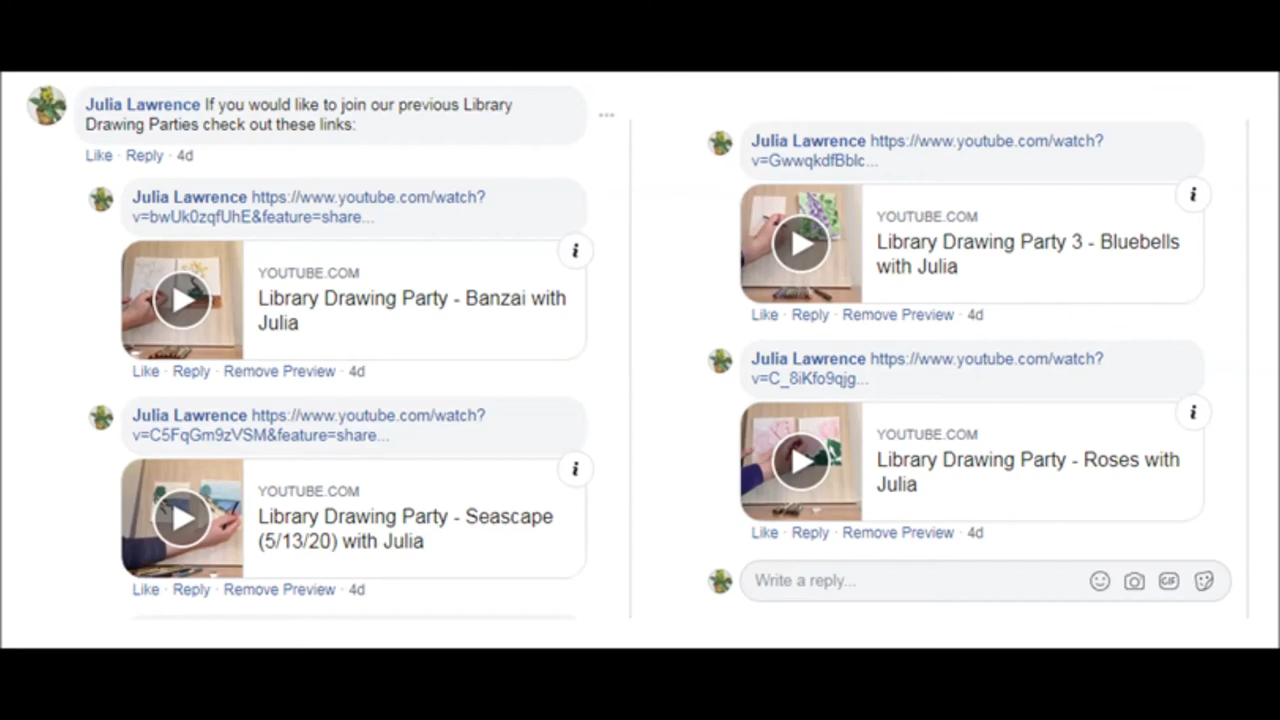 Julia Lawrence If you would like to join our previous Library
Drawing Parties check out these links:
Like · Reply · 4d
Julia Lawrence https://www.youtube.com/watch?
v=bwUk0zqfUhE&feature=share...
YOUTUBE.COM
Library Drawing Party - Banzai with
Julia
Like · Reply · Remove Preview · 4d
Julia Lawrence https://www.youtube.com/watch?
v=C5FqGm9zVSM&feature=share...
YOUTUBE.COM
Library Drawing Party - Seascape
(5/13/20) with Julia
Like · Reply · Remove Preview · 4d
Julia Lawrence https://www.youtube.com/watch?
v=GwwqkdfBblc...
YOUTUBE.COM
Library Drawing Party 3 - Bluebells
with Julia
Like · Reply · Remove Preview · 4d
Julia Lawrence https://www.youtube.com/watch?
v=C_8iKfo9qjg...
YOUTUBE.COM
Library Drawing Party - Roses with
Julia
Like · Reply · Remove Preview · 4d
Write a reply...
GIF